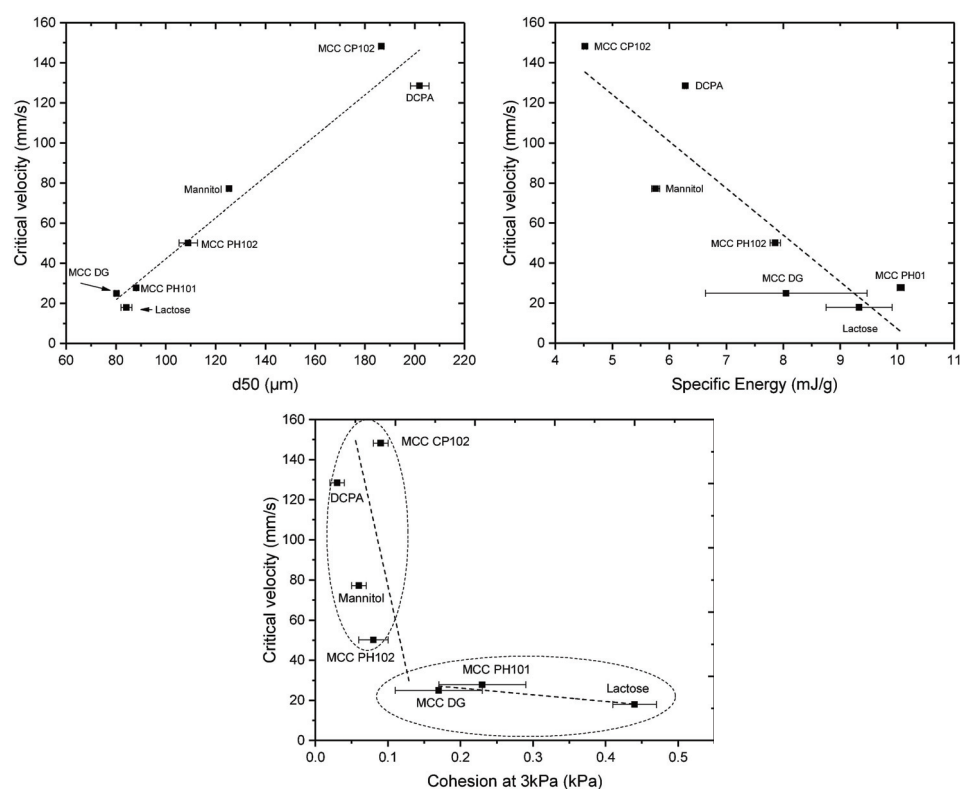 160
140
120
100
80
60
40
20
0
Critical velocity (mm/s)
MCC CP102
DCPA
Mannitol
MCC PH102
MCC DG
MCC PH101
Lactose
60 80 100 120 140 160 180 200 220
d50 (µm)
160
140
120
100
80
60
40
20
0
Critical velocity (mm/s)
MCC CP102
DCPA
Mannitol
MCC PH102
MCC DG
MCC PH01
Lactose
4 5 6 7 8 9 10 11
Specific Energy (mJ/g)
160
140
120
100
80
60
40
20
0
Critical velocity (mm/s)
MCC CP102
DCPA
Mannitol
MCC PH102
MCC PH101
MCC DG
Lactose
0.0 0.1 0.2 0.3 0.4 0.5
Cohesion at 3kPa (kPa)